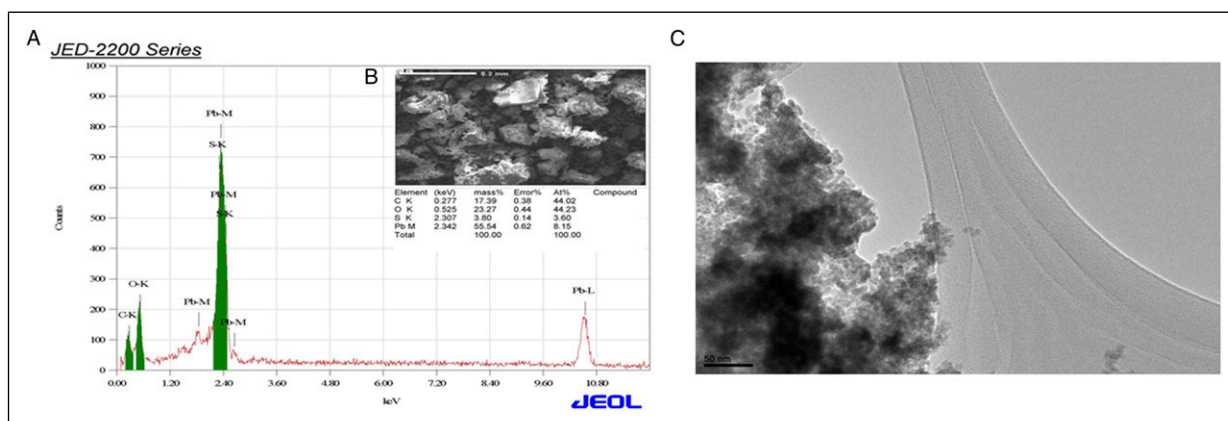 A
JED-2200 Series
B
C
1000
900
800
700
600
500
400
300
200
100
0
Counts
Pb-M
S-K
Pb-M
S-K
O-K
C-K
Pb-M
Pb-M
Pb-L
0.2 mm
Element (keV) mass% Error% At% Compound
C K 0.277 17.39 0.38 44.02
O K 0.525 23.27 0.44 44.23
S K 2.307 3.80 0.14 3.60
Pb M 2.342 55.54 0.62 8.15
Total 100.00 100.00
0.00 1.20 2.40 3.60 4.80 6.00 7.20 8.40 9.60 10.80
keV
JEOL
50 nm